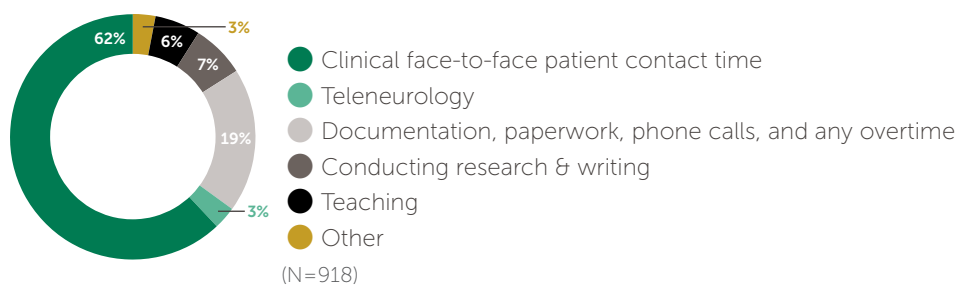 62%
3%
6%
7%
19%
3%
Clinical face-to-face patient contact time
Teleneurology
Documentation, paperwork, phone calls, and any overtime
Conducting research & writing
Teaching
Other
(N=918)